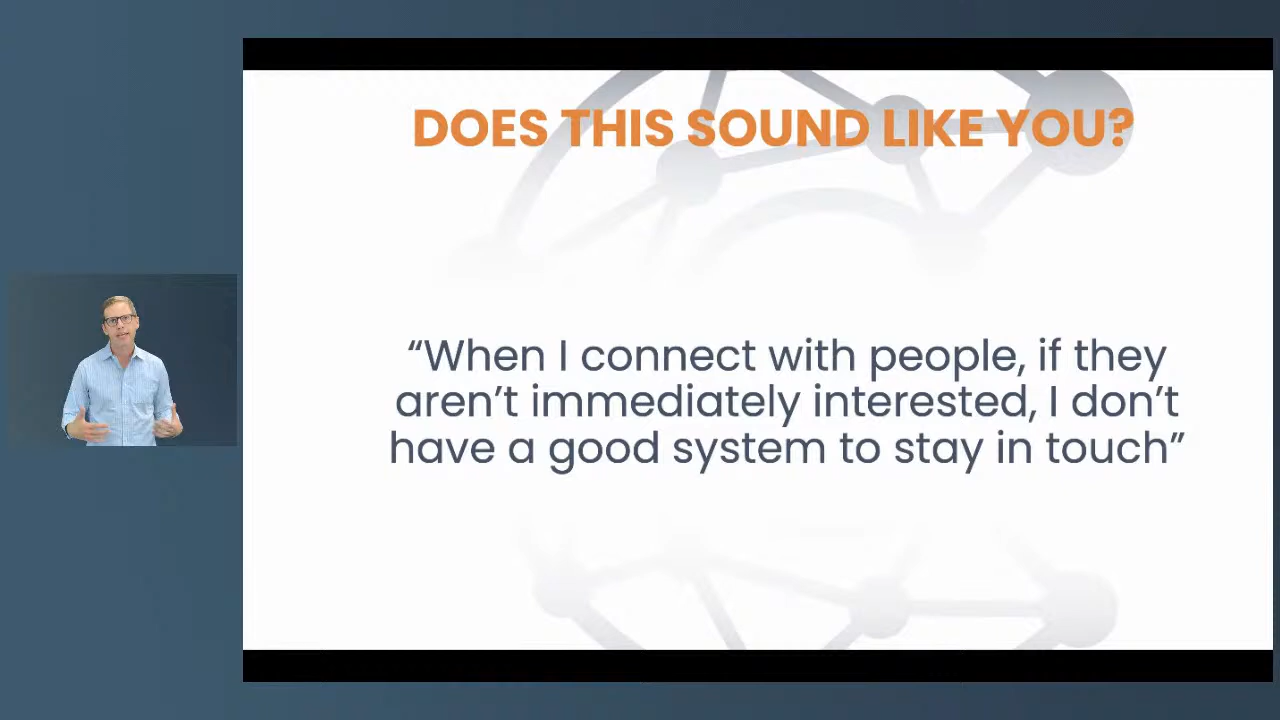 DOES THIS SOUND LIKE YOU?
“When I connect with people, if they
aren’t immediately interested, I don’t
have a good system to stay in touch”